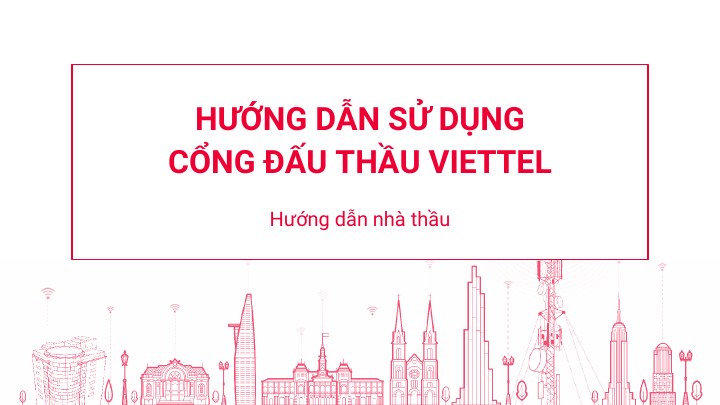 HƯỚNG DẪN SỬ DỤNG
CỔNG ĐẤU THẦU VIETTEL
Hướng dẫn nhà thầu